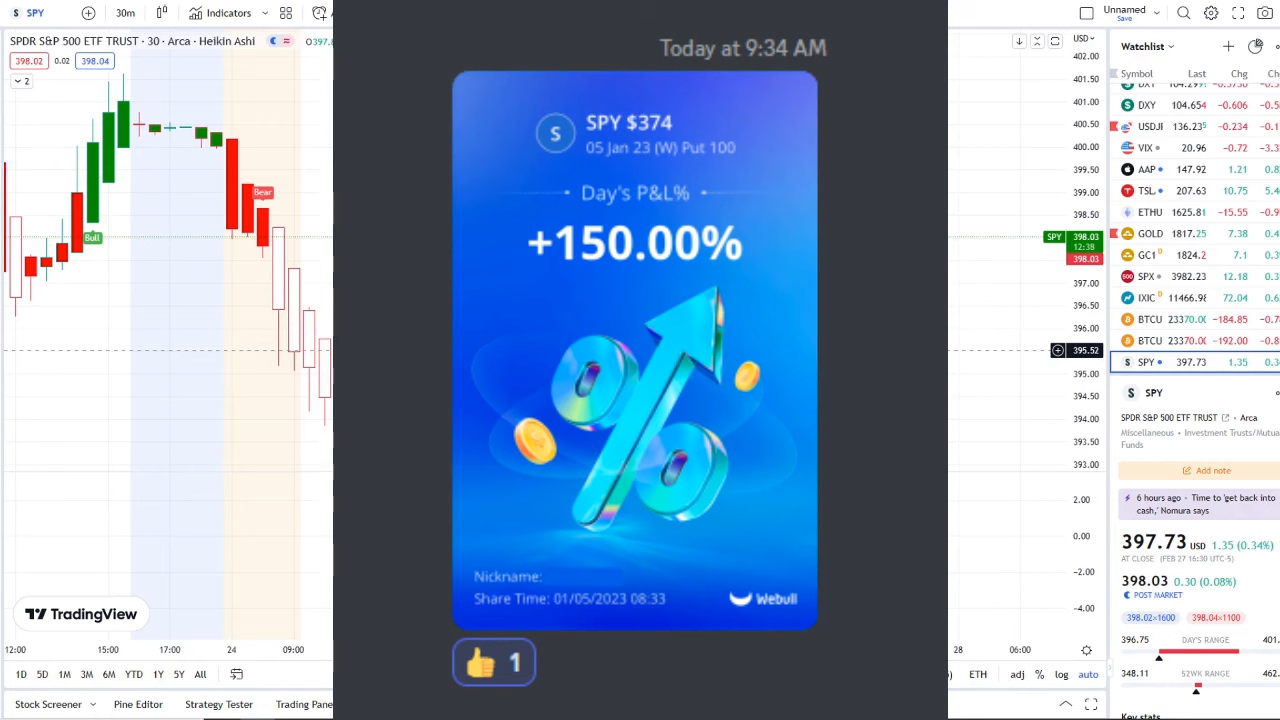 SPY
30m
Indicators
Unnamed
Save
SPDR S&P 500 ETF TRUST · 30 · Arca · Heikin Ashi
398.02 0.02 398.04
2
Bull
Bear
TradingView
12:00 15:00 17:00 24 09:00
1D 5D 1M 3M 6M YTD 1Y 5Y All
Stock Screener Pine Editor Strategy Tester
Today at 9:34 AM
S
SPY $374
05 Jan 23 (W) Put 100
Day's P&L%
+150.00%
Nickname:
Share Time: 01/05/2023 08:33
Webull
1
USD
402.00
401.50
401.00
400.50
400.00
399.50
399.00
398.50
SPY 398.03
12:38
398.03
397.00
396.50
396.00
395.52
395.00
394.50
394.00
393.50
393.00
2.00
0.00
−2.00
−4.00
28 06:00
ETH adj % log auto
Watchlist
Symbol Last Chg
DXY 104.654 −0.606
USDJ 136.235 −0.234
VIX 20.96 −0.72
AAP 147.92 1.21
TSL 207.63 10.75
ETHU 1625.81 −15.55
GOLD 1817.25 7.38
GC1 1824.2 7.1
SPX 3982.23 12.18
IXIC 11466.98 72.04
BTCU 23370.00 −184.85
BTCU 23370.00 −192.00
SPY 397.73 1.35
SPY
SPDR S&P 500 ETF TRUST · Arca
Miscellaneous · Investment Trusts/Mutua
Funds
Add note
6 hours ago · Time to 'get back into
cash,' Nomura says
397.73 USD 1.35 (0.34%)
AT CLOSE (FEB 27 16:30 UTC-5)
398.03 0.30 (0.08%)
POST MARKET
398.02×1600 398.04×1100
396.75 DAY'S RANGE 401.
348.11 52WK RANGE 462.
Key stats